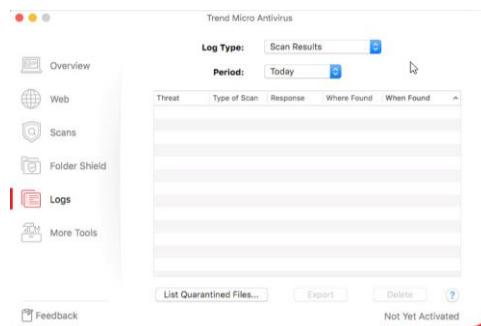 Trend Micro Antivirus
Log Type: Scan Results
Period: Today
Overview
Web
Scans
Folder Shield
Logs
More Tools
Threat Type of Scan Response Where Found When Found
List Quarantined Files... Export Delete ?
Feedback
Not Yet Activated